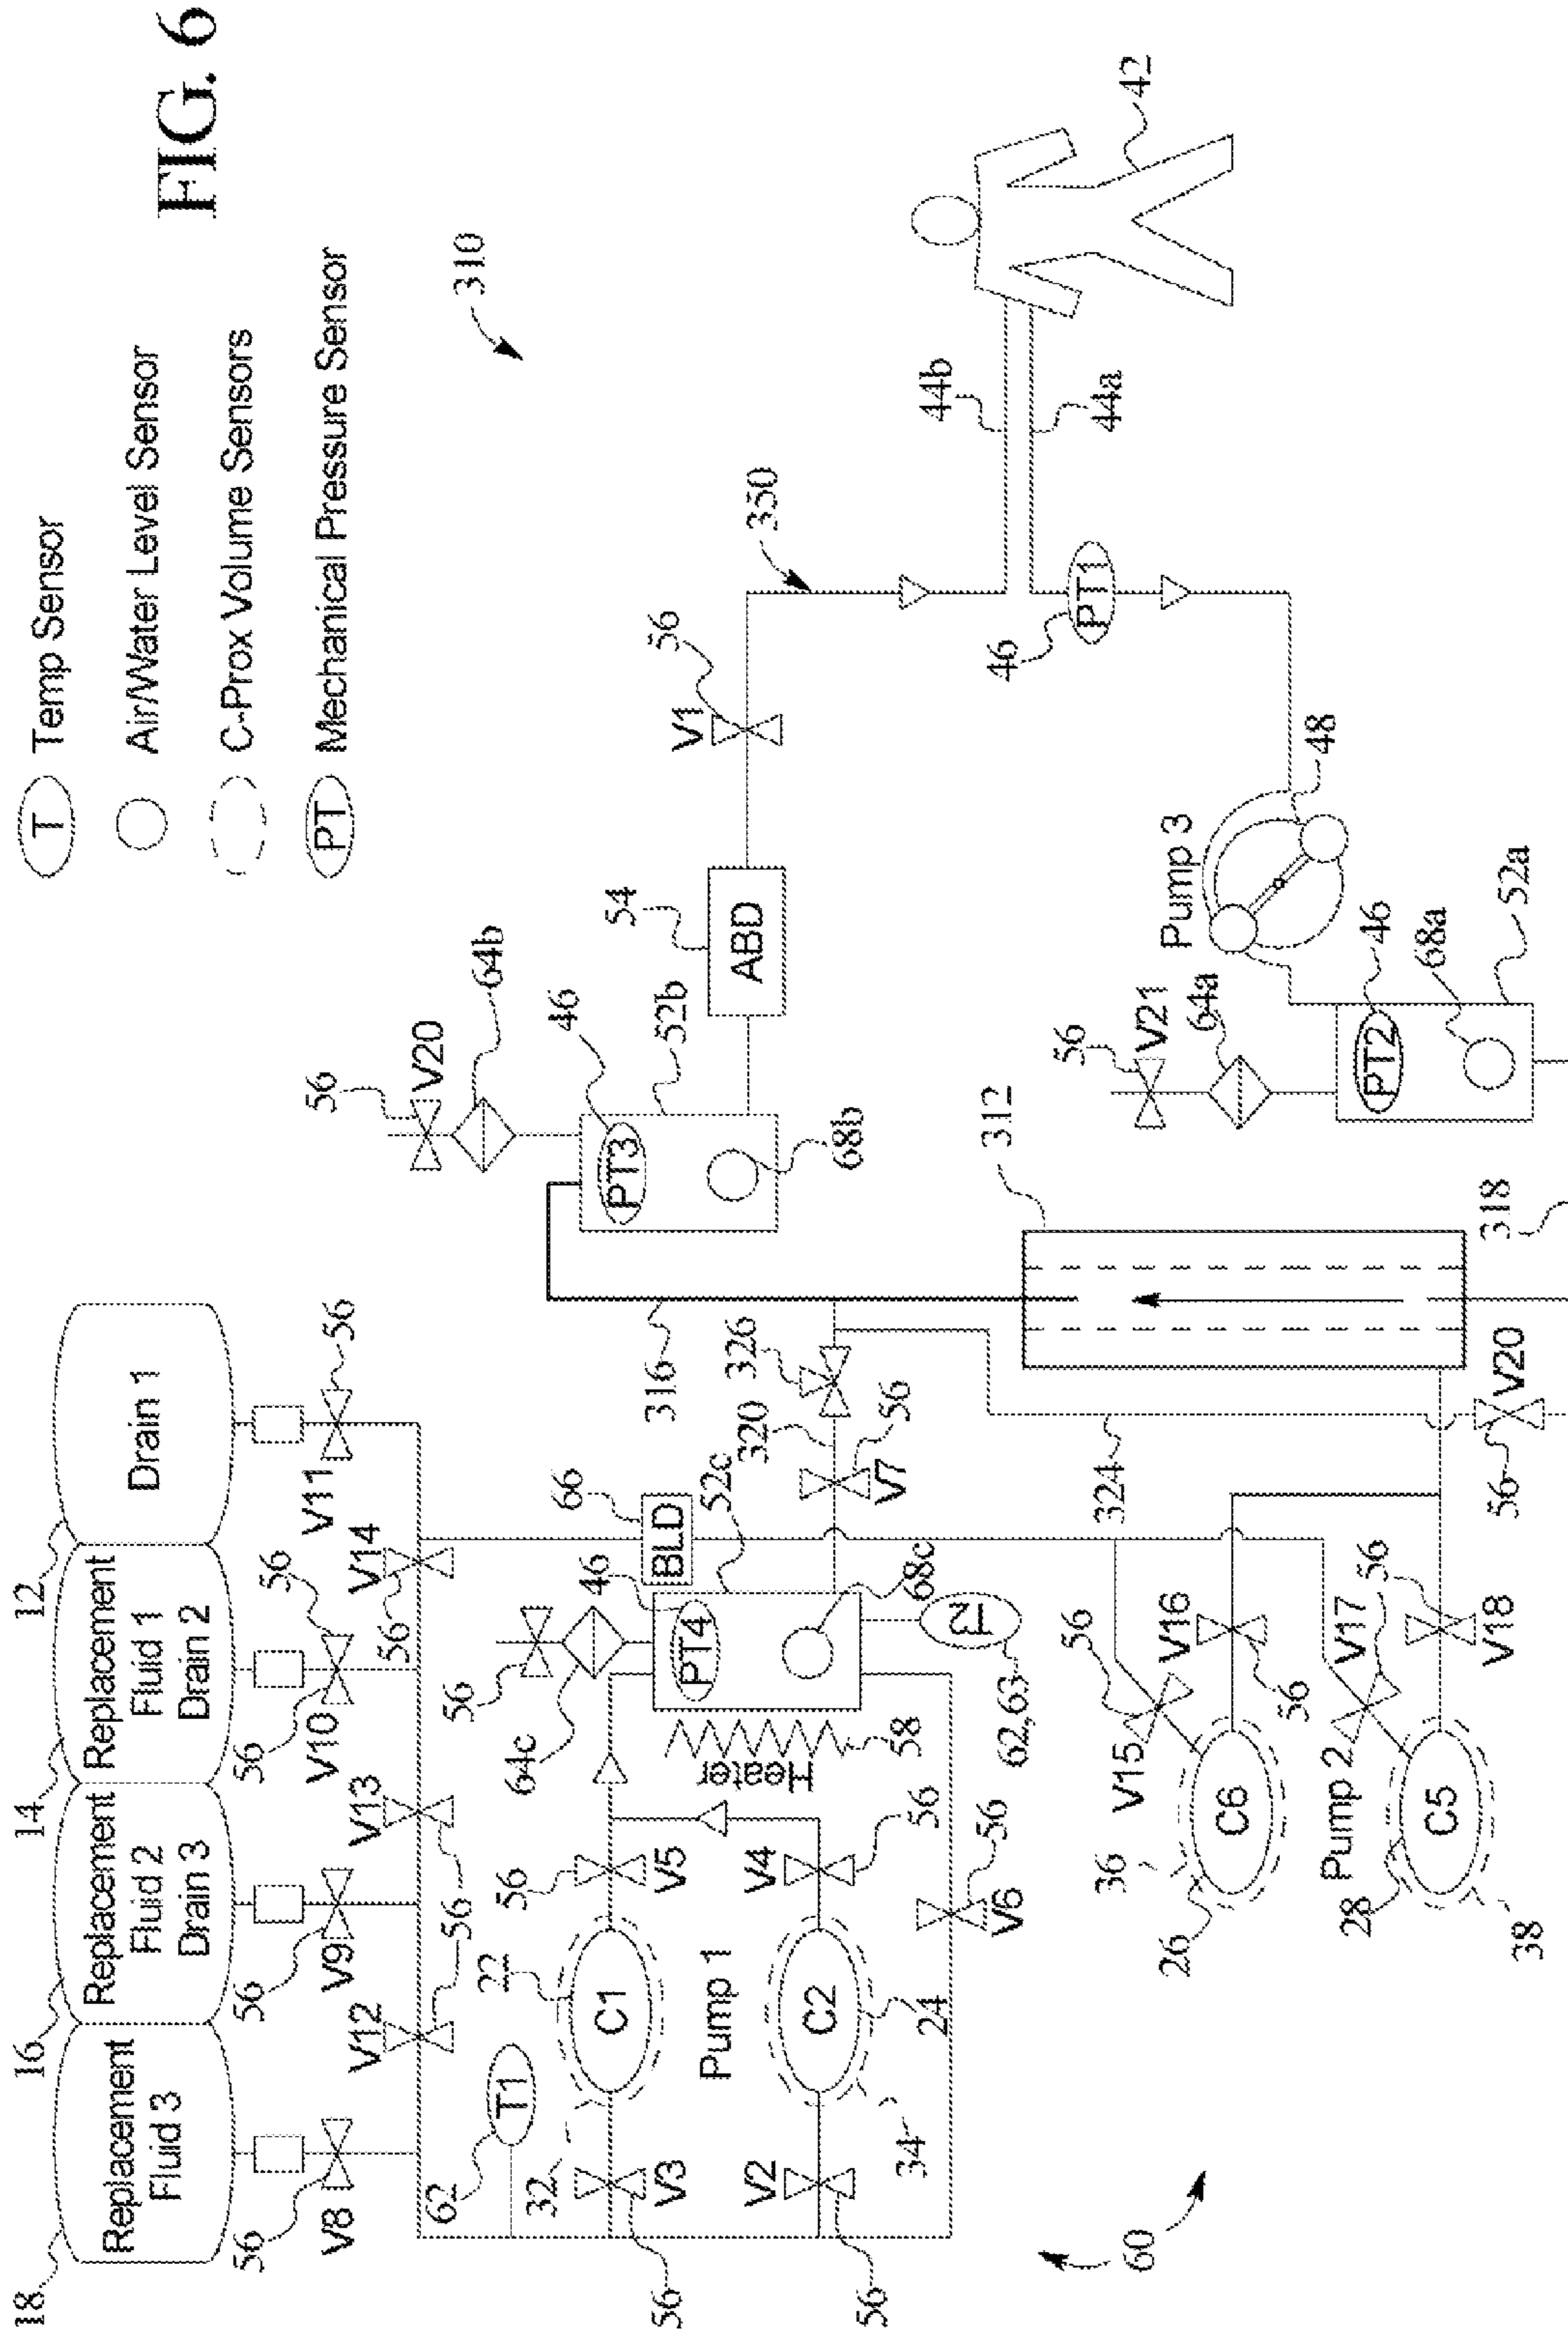 FIG. 6
T Temp Sensor
Air/Water Level Sensor
C-Prox Volume Sensors
PT Mechanical Pressure Sensor
310
18
16
14
12
Replacement
Fluid 3
Replacement
Fluid 2
Drain 3
Replacement
Fluid 1
Drain 2
Drain 1
56
V8
56
V9
56
V10
56
V11
56
V12
56
V13
56
V14
56
62
T1
32
22
C1
V3
56
V5
56
Pump 1
V2
56
C2
24
34
V4
56
V6
56
60
64c
56
46
PT4
68c
52c
Heater
58
T2
62,63
66
BLD
V7
56
320
326
316
324
56
V20
64b
46
PT3
52b
68b
54
ABD
V1
56
350
44b
44a
42
46
PT1
Pump 3
48
56
V21
64a
46
PT2
68a
52a
312
318
V20
56
V15
56
V16
56
C6
36
26
Pump 2
V17
56
V18
C5
28
38